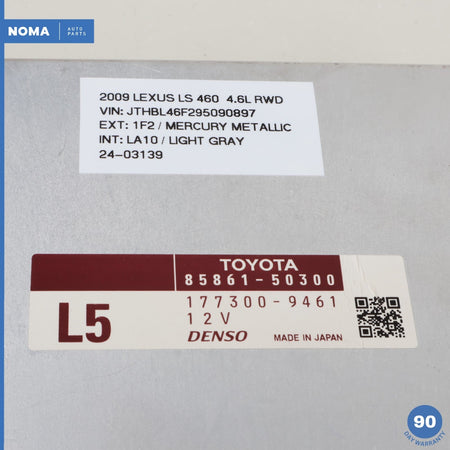 NOMA AUTO PARTS
2009 LEXUS LS 460 4.6L RWD
VIN: JTHBL46F295090897
EXT: 1F2 / MERCURY METALLIC
INT: LA10 / LIGHT GRAY
24-03139
TOYOTA
85861-50300
177300-9461
12V
L5
DENSO MADE IN JAPAN
90
DAY WARRANTY